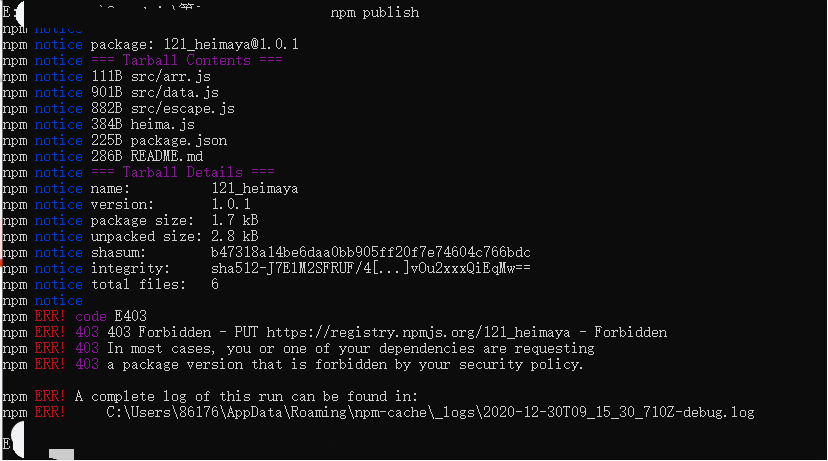 E: npm publish
npm notice
npm notice package: 121_heimaya@1.0.1
npm notice === Tarball Contents ===
npm notice 111B src/arr.js
npm notice 901B src/data.js
npm notice 882B src/escape.js
npm notice 384B heima.js
npm notice 225B package.json
npm notice 286B README.md
npm notice === Tarball Details ===
npm notice name: 121_heimaya
npm notice version: 1.0.1
npm notice package size: 1.7 kB
npm notice unpacked size: 2.8 kB
npm notice shasum: b47318a14be6daa0bb905ff20f7e74604c766bdc
npm notice integrity: sha512-J7E1M2SFRUF/4[...]vOu2xxxQiEqMw==
npm notice total files: 6
npm notice
npm ERR! code E403
npm ERR! 403 403 Forbidden - PUT https://registry.npmjs.org/121_heimaya - Forbidden
npm ERR! 403 In most cases, you or one of your dependencies are requesting
npm ERR! 403 a package version that is forbidden by your security policy.
npm ERR! A complete log of this run can be found in:
npm ERR! C:\Users\86176\AppData\Roaming\npm-cache\_logs\2020-12-30T09_15_30_710Z-debug.log
E